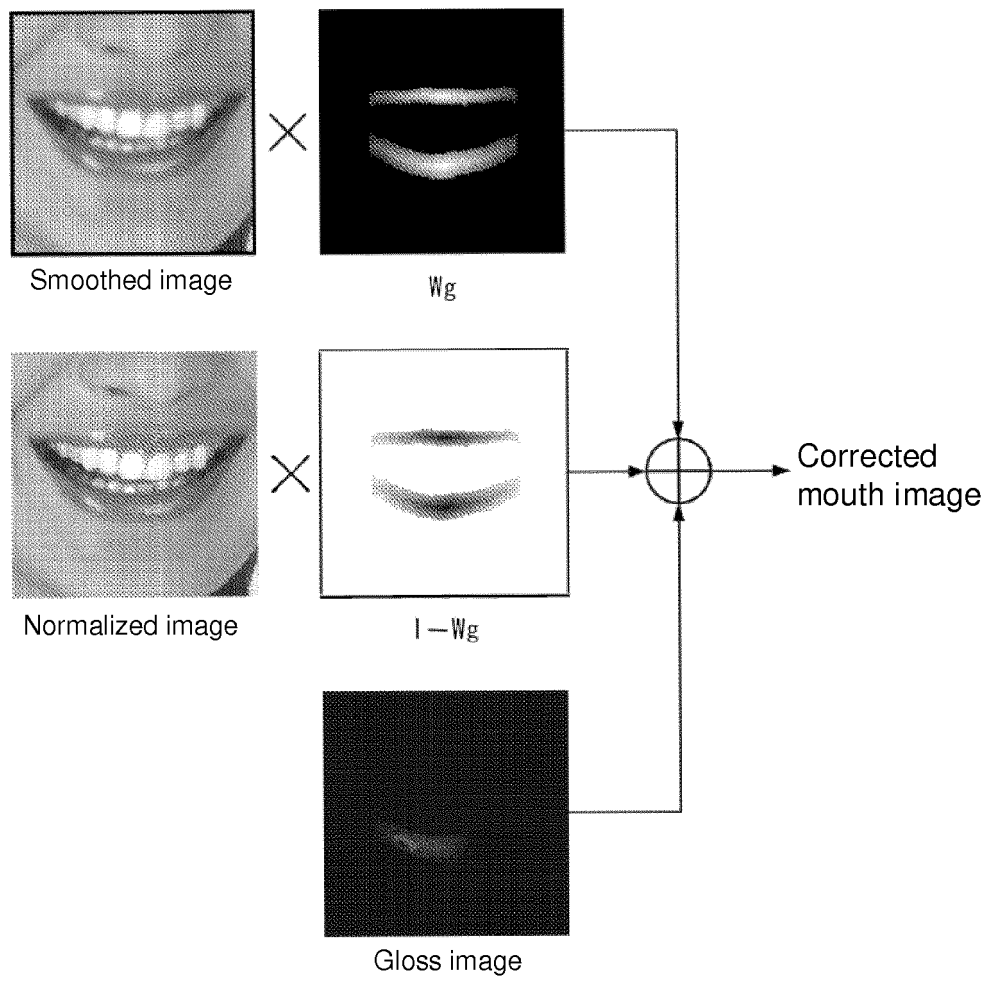 Smoothed image
Wg
Normalized image
1－Wg
Corrected
mouth image
Gloss image